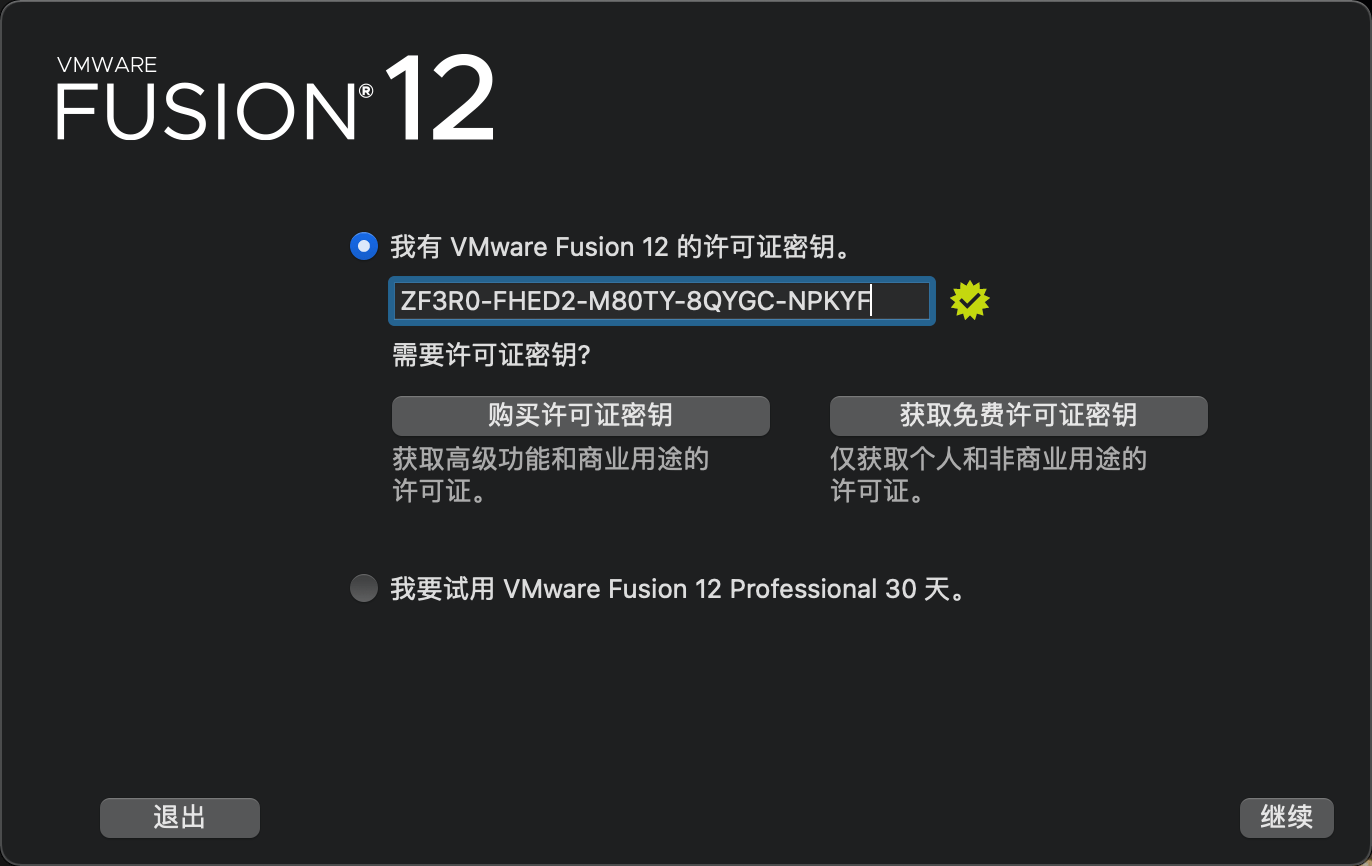 VMWARE
FUSION® 12
我有 VMware Fusion 12 的许可证密钥。
ZF3R0-FHED2-M80TY-8QYGC-NPKYF
需要许可证密钥?
购买许可证密钥
获取免费许可证密钥
获取高级功能和商业用途的
许可证。
仅获取个人和非商业用途的
许可证。
我要试用 VMware Fusion 12 Professional 30 天。
退出
继续